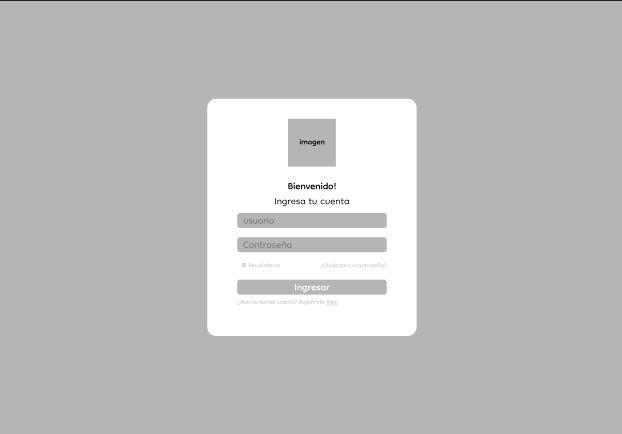 imagen
Bienvenido!
Ingresa tu cuenta
usuario
Contraseña
Recuérdame ¿Olvidaste tu contraseña?
Ingresar
¿Aún no tienes cuenta? Regístrate Aquí